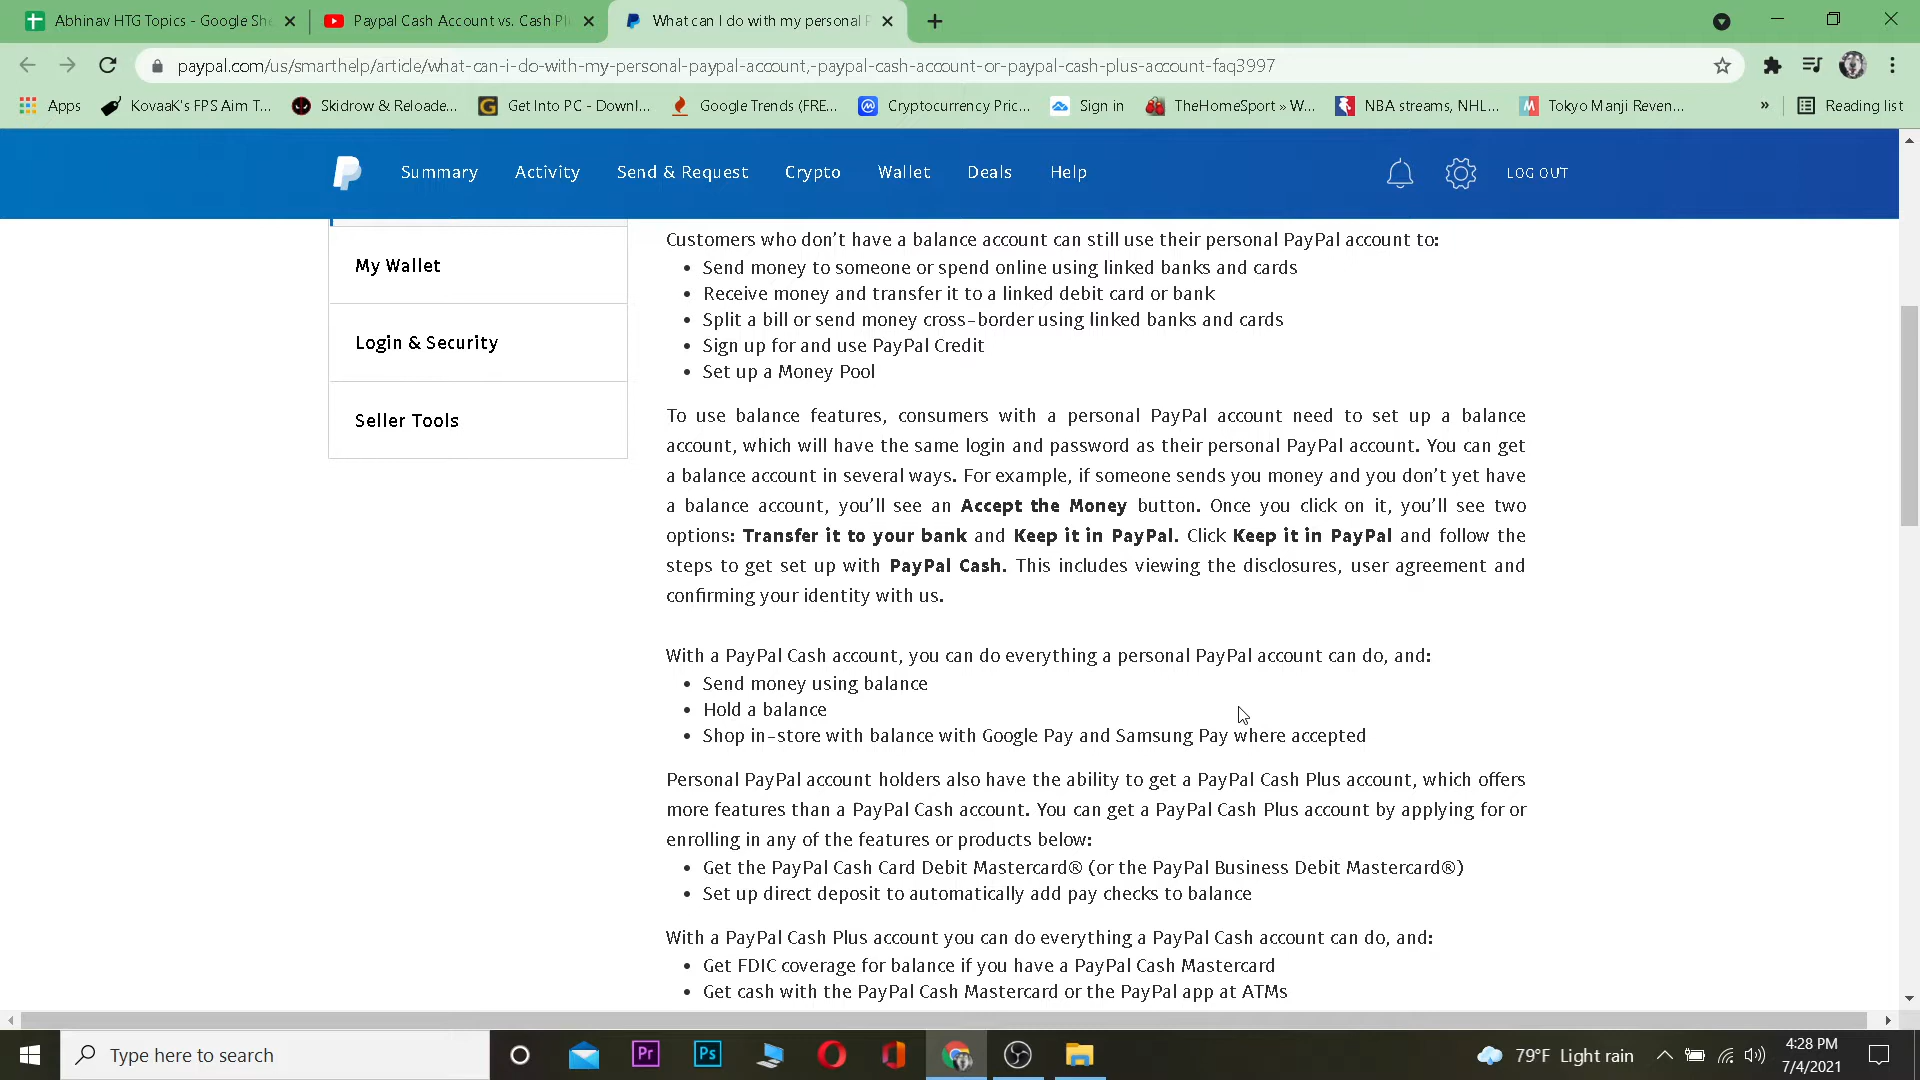 Abhinav HTG Topics - Google She
Paypal Cash Account vs. Cash Pl
What can I do with my personal P
paypal.com/us/smarthelp/article/what-can-i-do-with-my-personal-paypal-account,-paypal-cash-account-or-paypal-cash-plus-account-faq3997
Apps KovaaK's FPS Aim T... Skidrow & Reloade... Get Into PC - Downl... Google Trends (FRE... Cryptocurrency Pric... Sign in TheHomeSport » W... NBA streams, NHL... Tokyo Manji Reven... » Reading list
Summary Activity Send & Request Crypto Wallet Deals Help LOG OUT
My Wallet
Login & Security
Seller Tools
Customers who don't have a balance account can still use their personal PayPal account to:
• Send money to someone or spend online using linked banks and cards
• Receive money and transfer it to a linked debit card or bank
• Split a bill or send money cross-border using linked banks and cards
• Sign up for and use PayPal Credit
• Set up a Money Pool
To use balance features, consumers with a personal PayPal account need to set up a balance
account, which will have the same login and password as their personal PayPal account. You can get
a balance account in several ways. For example, if someone sends you money and you don't yet have
a balance account, you'll see an Accept the Money button. Once you click on it, you'll see two
options: Transfer it to your bank and Keep it in PayPal. Click Keep it in PayPal and follow the
steps to get set up with PayPal Cash. This includes viewing the disclosures, user agreement and
confirming your identity with us.
With a PayPal Cash account, you can do everything a personal PayPal account can do, and:
• Send money using balance
• Hold a balance
• Shop in-store with balance with Google Pay and Samsung Pay where accepted
Personal PayPal account holders also have the ability to get a PayPal Cash Plus account, which offers
more features than a PayPal Cash account. You can get a PayPal Cash Plus account by applying for or
enrolling in any of the features or products below:
• Get the PayPal Cash Card Debit Mastercard® (or the PayPal Business Debit Mastercard®)
• Set up direct deposit to automatically add pay checks to balance
With a PayPal Cash Plus account you can do everything a PayPal Cash account can do, and:
• Get FDIC coverage for balance if you have a PayPal Cash Mastercard
• Get cash with the PayPal Cash Mastercard or the PayPal app at ATMs
Type here to search
Pr
Ps
79°F Light rain
4:28 PM
7/4/2021